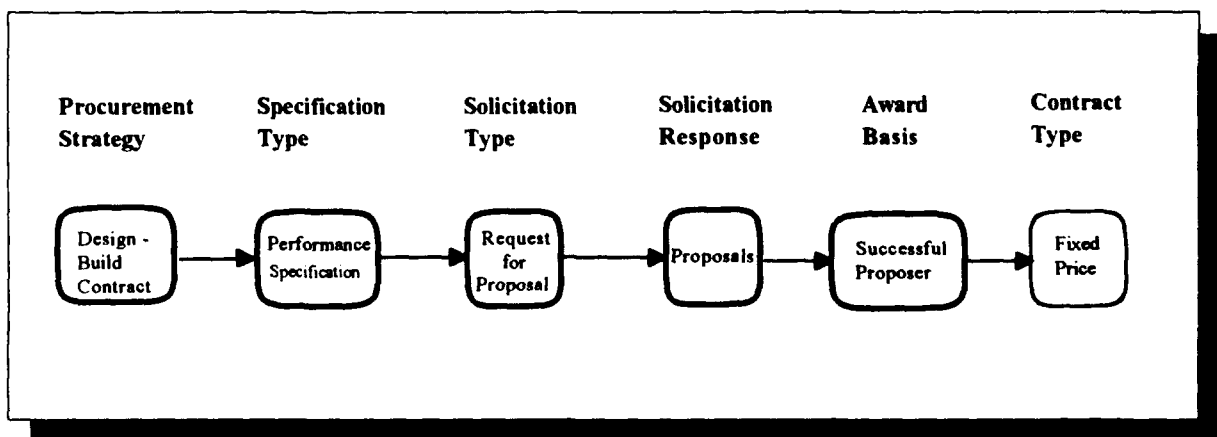 Procurement
Strategy
Specification
Type
Solicitation
Type
Solicitation
Response
Award
Basis
Contract
Type
Design -
Build
Contract
Performance
Specification
Request
for
Proposal
Proposals
Successful
Proposer
Fixed
Price